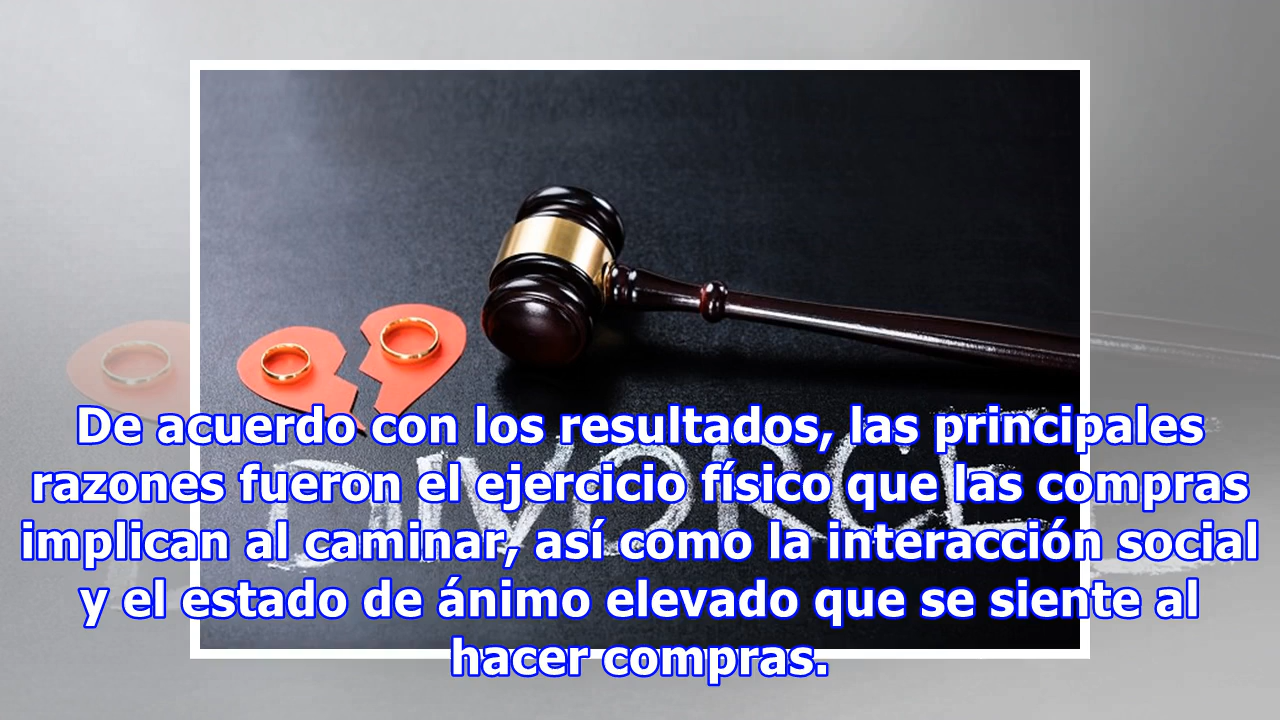 De acuerdo con los resultados, las principales
razones fueron el ejercicio físico que las compras
implican al caminar, así como la interacción social
y el estado de ánimo elevado que se siente al
hacer compras.
DIVORCE